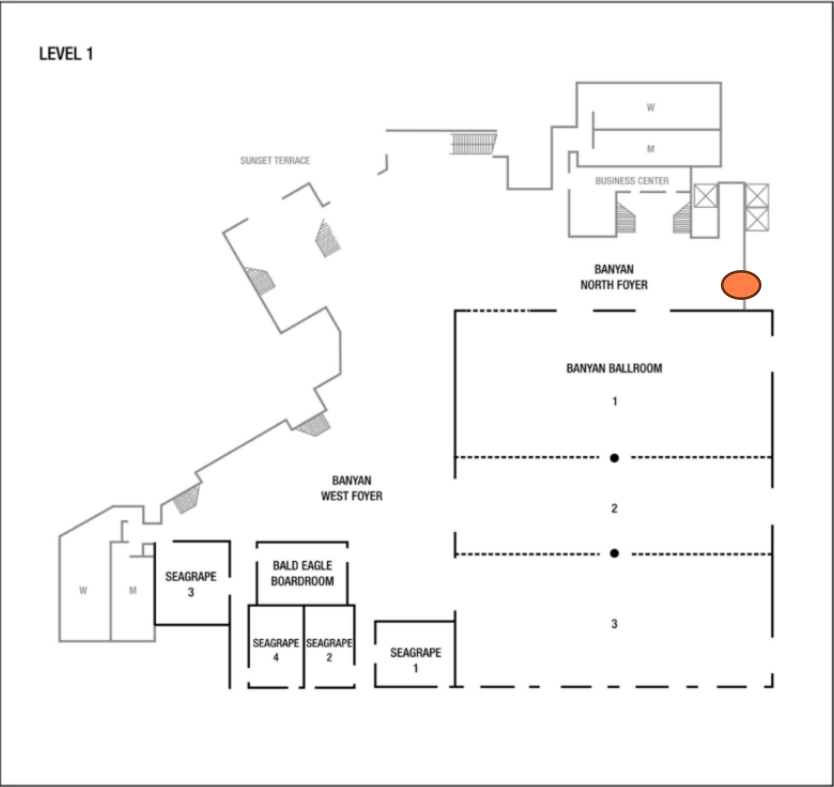 LEVEL 1
W
M
SUNSET TERRACE
BUSINESS CENTER
BANYAN
NORTH FOYER
BANYAN BALLROOM
1
2
3
BANYAN
WEST FOYER
W
M
SEAGRAPE
3
BALD EAGLE
BOARDROOM
SEAGRAPE
4
SEAGRAPE
2
SEAGRAPE
1